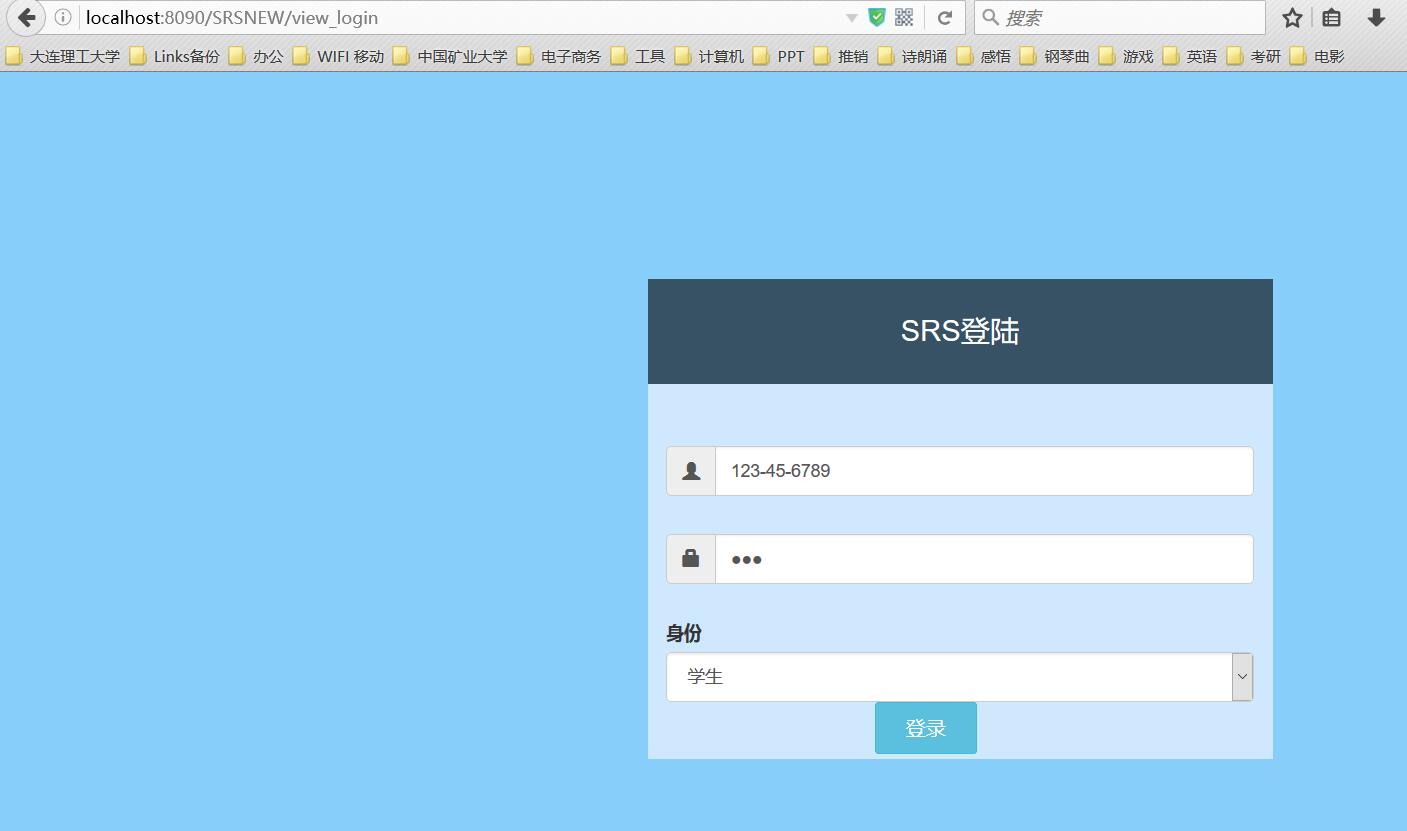 localhost:8090/SRSNEW/view_login 搜索
大连理工大学 Links备份 办公 WIFI 移动 中国矿业大学 电子商务 工具 计算机 PPT 推销 诗朗诵 感悟 钢琴曲 游戏 英语 考研 电影
SRS登陆
123-45-6789
身份
学生
登录